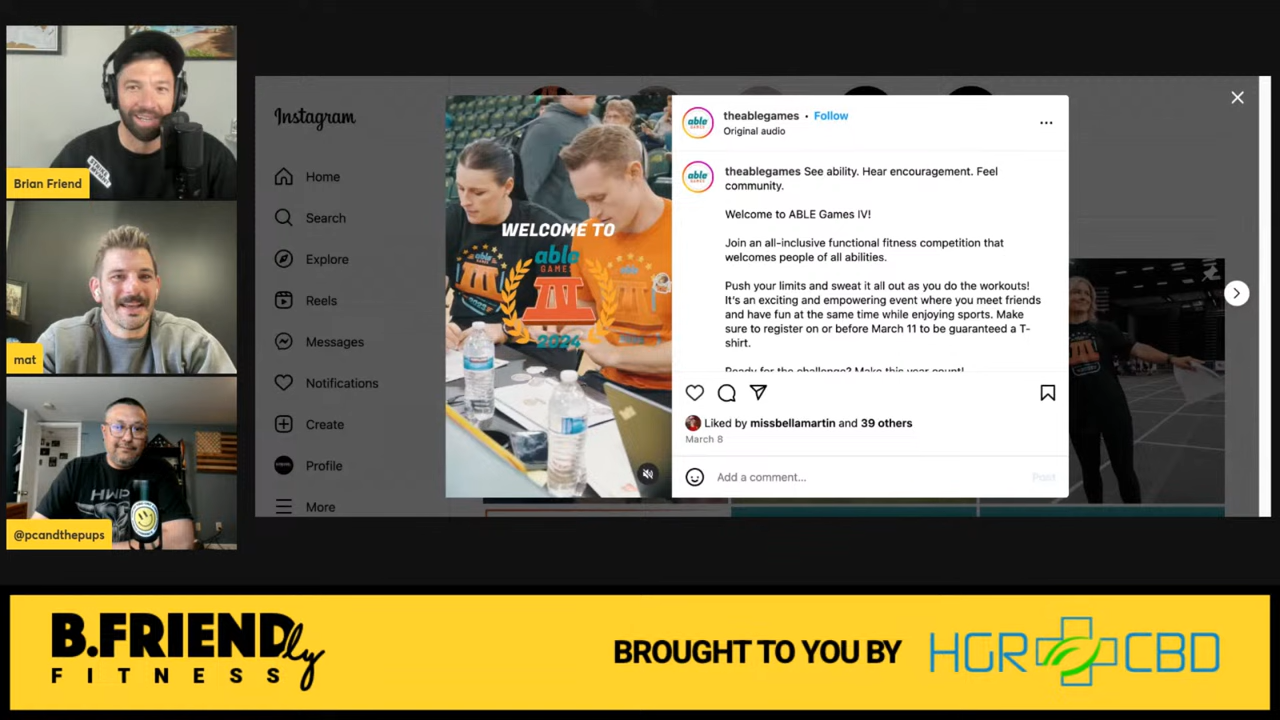 Brian Friend
mat
HWP
@pcandthepups
Instagram
Home
Search
Explore
Reels
Messages
Notifications
Create
Profile
More
WELCOME TO
able
GAMES
III
2024
able
GAMES
theablegames • Follow
Original audio
able
GAMES
theablegames See ability. Hear encouragement. Feel
community.
Welcome to ABLE Games IV!
Join an all-inclusive functional fitness competition that
welcomes people of all abilities.
Push your limits and sweat it all out as you do the workouts!
It's an exciting and empowering event where you meet friends
and have fun at the same time while enjoying sports. Make
sure to register on or before March 11 to be guaranteed a T-
shirt.
Ready for the challenge? Make this year count!
Liked by missbellamartin and 39 others
March 8
Add a comment...
Post
B.FRIENDly
FITNESS
BROUGHT TO YOU BY
HGR CBD